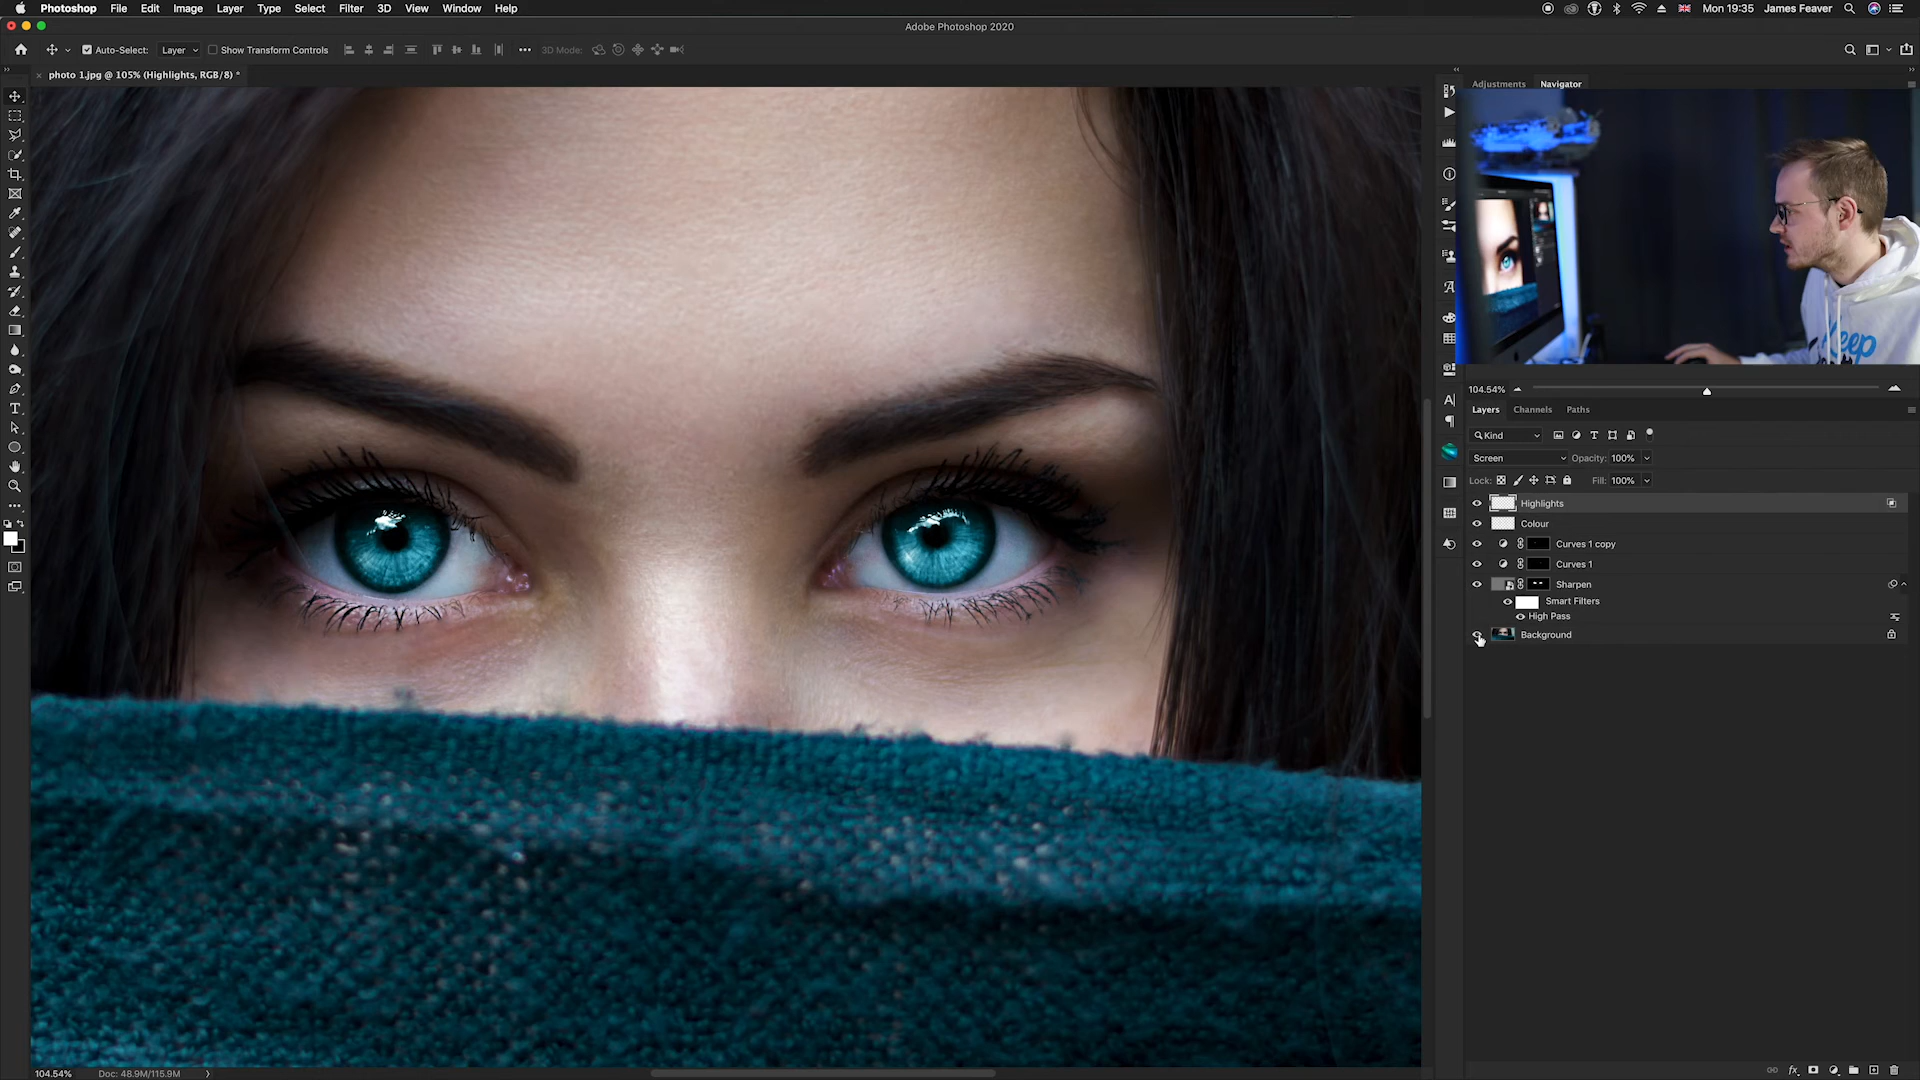 Photoshop File Edit Image Layer Type Select Filter 3D View Window Help Mon 19:35 James Feaver
Adobe Photoshop 2020
Auto-Select: Layer Show Transform Controls 3D Mode:
photo 1.jpg @ 105% (Highlights, RGB/8) *
Adjustments Navigator
104.54%
Layers Channels Paths
Kind
Screen Opacity: 100%
Lock: Fill: 100%
Highlights
Colour
Curves 1 copy
Curves 1
Sharpen
Smart Filters
High Pass
Background
keep
104.54% Doc: 48.9M/115.9M